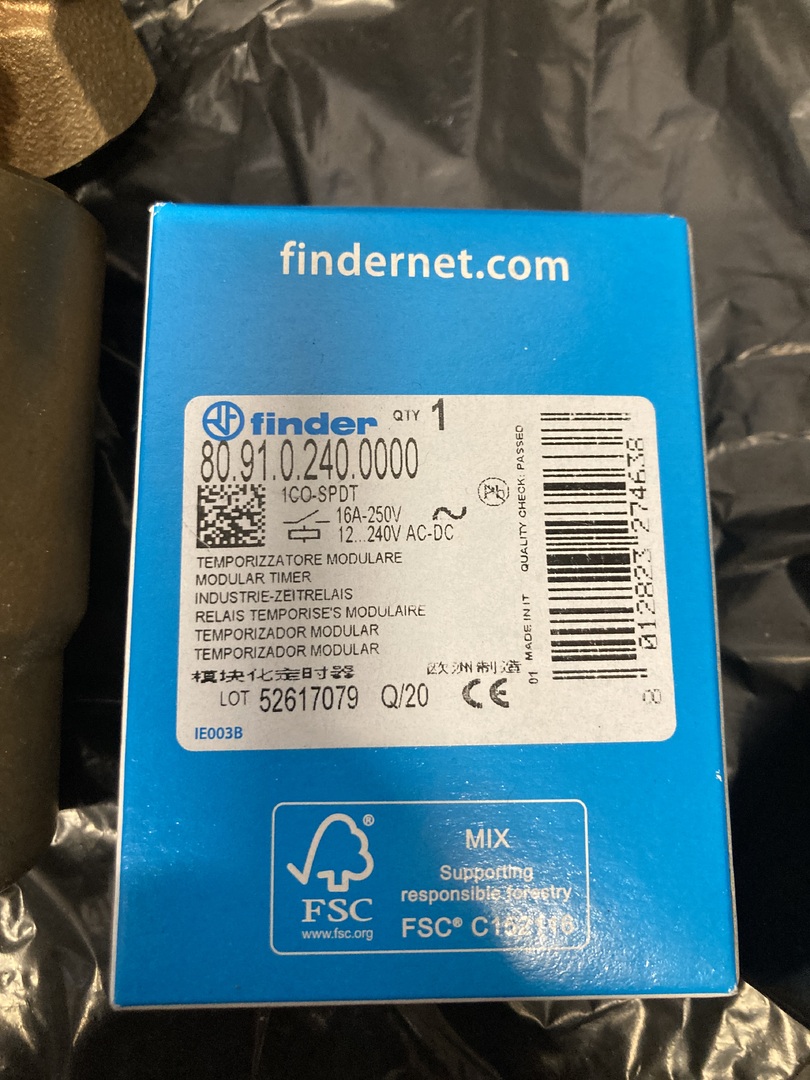 findernet.com
finder QTY 1
80.91.0.240.0000
1CO-SPDT
16A-250V ~
12...240V AC-DC
TEMPORIZZATORE MODULARE
MODULAR TIMER
INDUSTRIE-ZEITRELAIS
RELAIS TEMPORISE'S MODULAIRE
TEMPORIZADOR MODULAR
TEMPORIZADOR MODULAR
模块化定时器 欧洲制造
LOT 52617079 Q/20 CE
IE003B
01 MADE IN IT QUALITY CHECK: PASSED
8 012823 274638
FSC®
www.fsc.org
MIX
Supporting
responsible forestry
FSC®